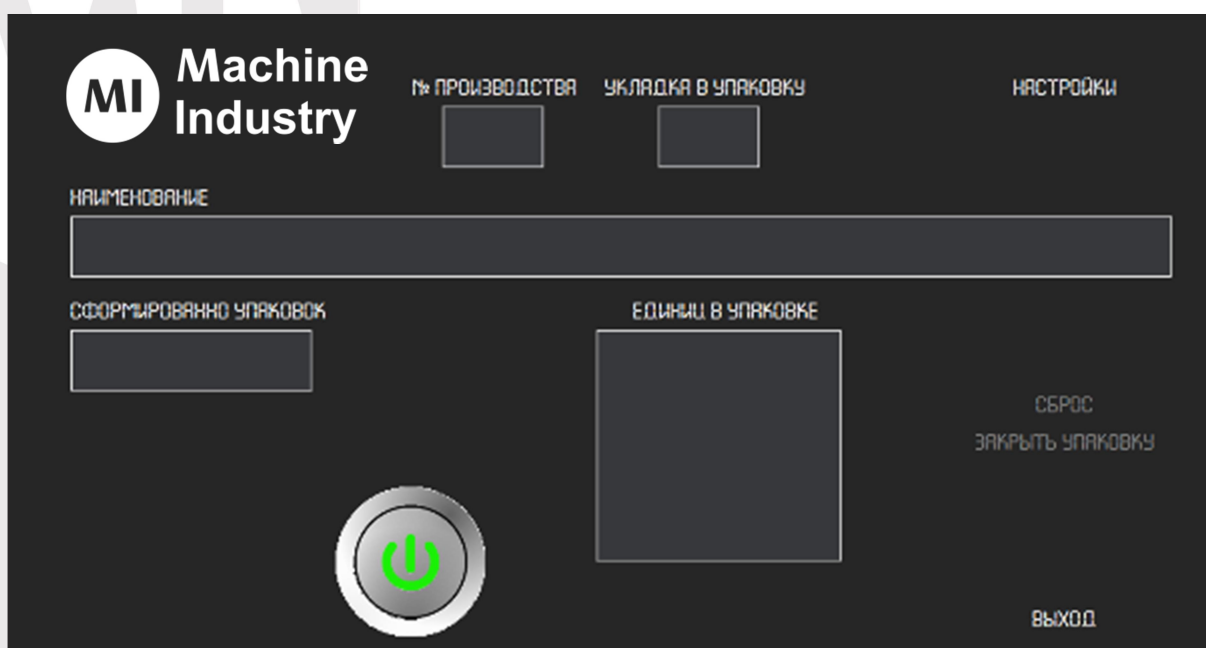 MI
Machine
Industry
№ ПРОИЗВОДСТВА
УКЛАДКА В УПАКОВКУ
НАСТРОЙКИ
НАИМЕНОВАНИЕ
СФОРМИРОВАННО УПАКОВОК
ЕДИНИЦ В УПАКОВКЕ
СБРОС
ЗАКРЫТЬ УПАКОВКУ
ВЫХОД